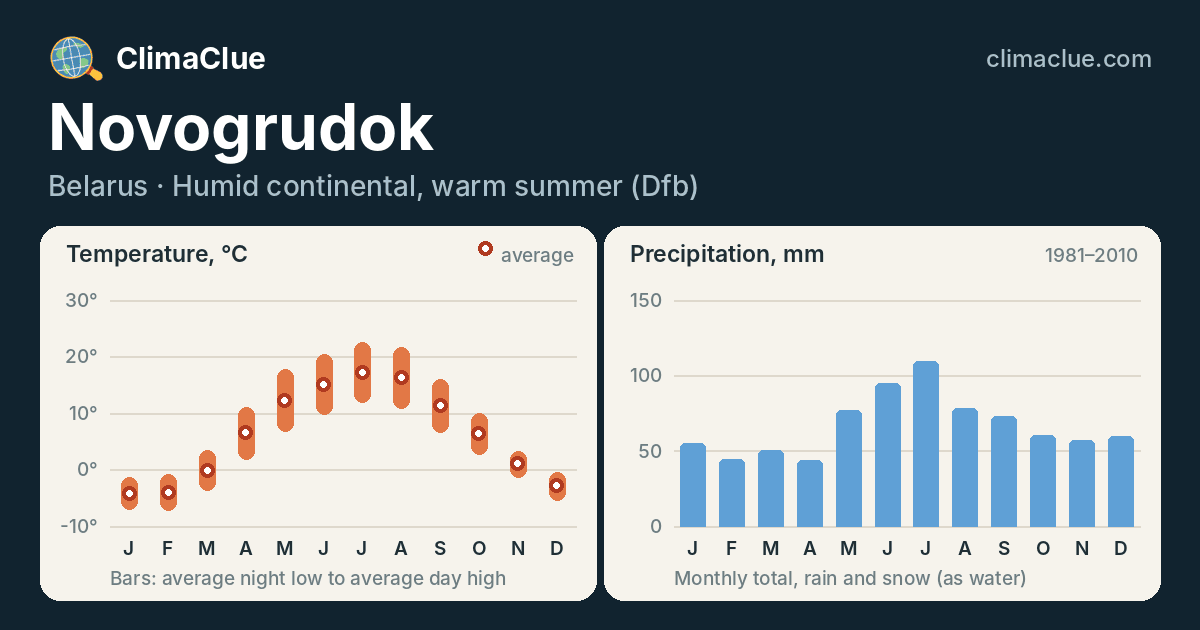 ClimaClue
climaclue.com
Novogrudok
Belarus · Humid continental, warm summer (Dfb)
Temperature, °C
average
30°
20°
10°
0°
-10°
J F M A M J J A S O N D
Bars: average night low to average day high
Precipitation, mm
1981–2010
150
100
50
0
J F M A M J J A S O N D
Monthly total, rain and snow (as water)